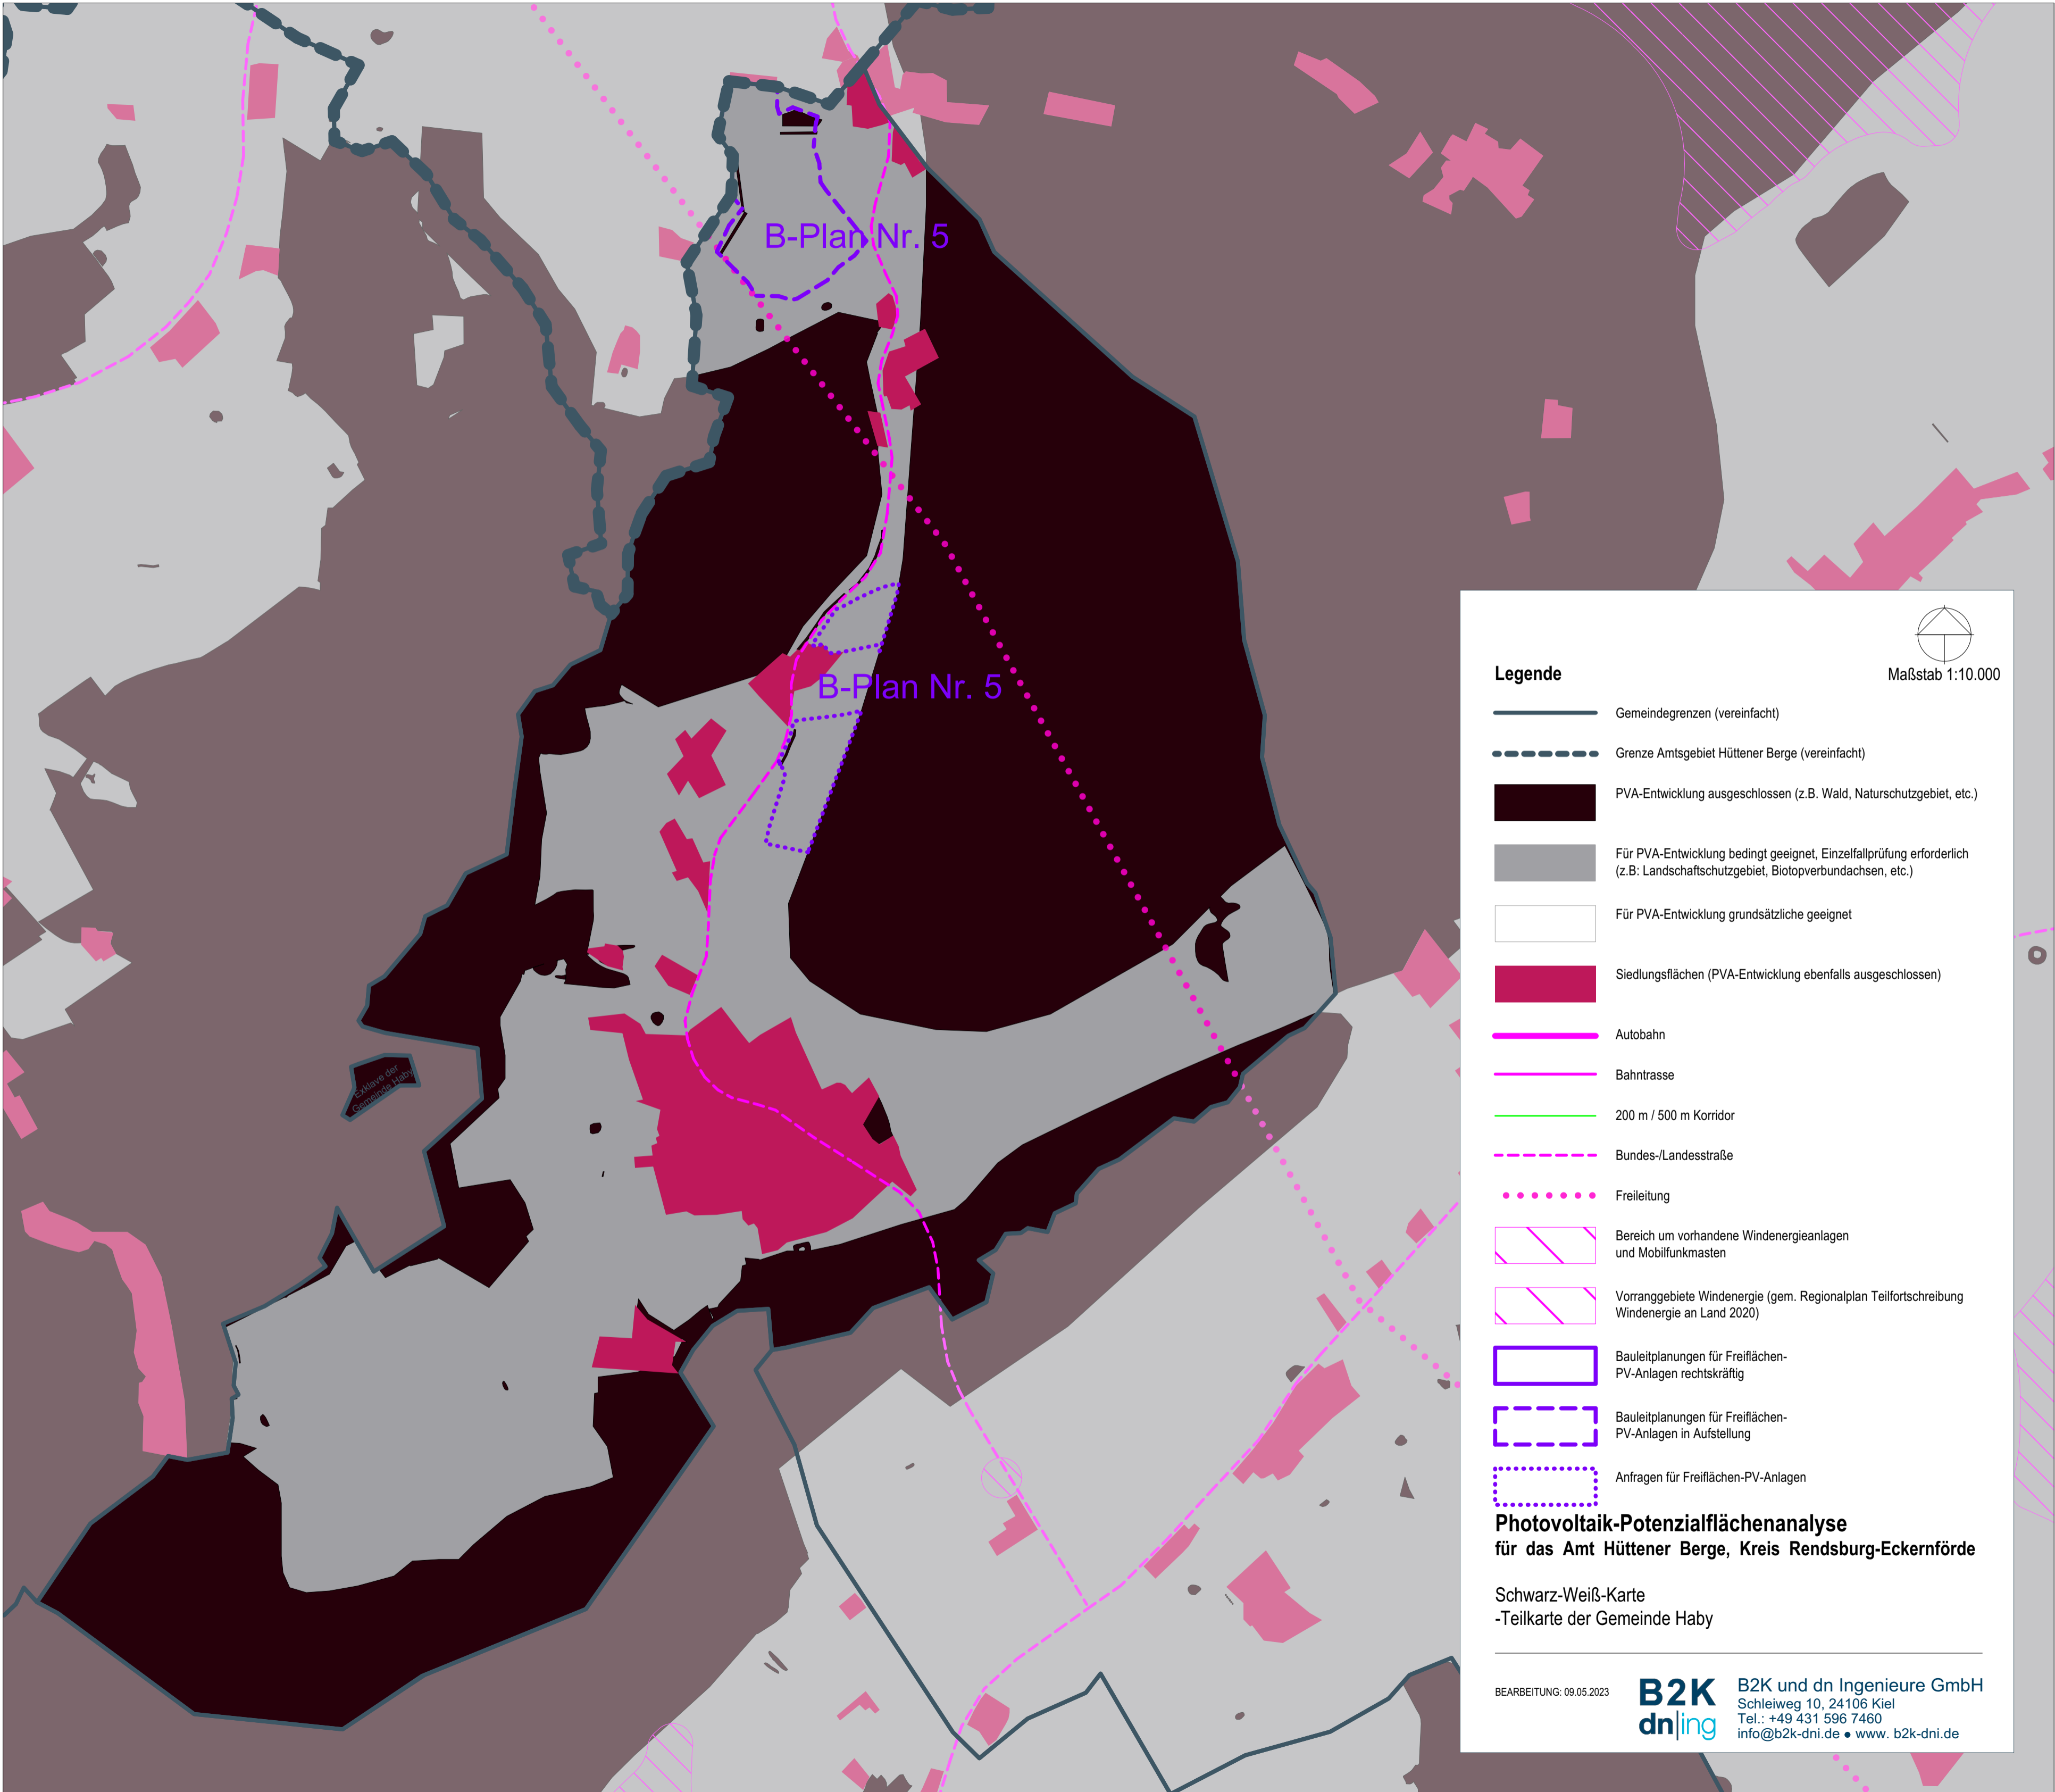 B-Plan Nr. 5
B-Plan Nr. 5
Exklave der
Gemeinde Haby
Legende
Maßstab 1:10.000
Gemeindegrenzen (vereinfacht)
Grenze Amtsgebiet Hüttener Berge (vereinfacht)
PVA-Entwicklung ausgeschlossen (z.B. Wald, Naturschutzgebiet, etc.)
Für PVA-Entwicklung bedingt geeignet, Einzelfallprüfung erforderlich
(z.B: Landschaftschutzgebiet, Biotopverbundachsen, etc.)
Für PVA-Entwicklung grundsätzliche geeignet
Siedlungsflächen (PVA-Entwicklung ebenfalls ausgeschlossen)
Autobahn
Bahntrasse
200 m / 500 m Korridor
Bundes-/Landesstraße
Freileitung
Bereich um vorhandene Windenergieanlagen
und Mobilfunkmasten
Vorranggebiete Windenergie (gem. Regionalplan Teilfortschreibung
Windenergie an Land 2020)
Bauleitplanungen für Freiflächen-
PV-Anlagen rechtskräftig
Bauleitplanungen für Freiflächen-
PV-Anlagen in Aufstellung
Anfragen für Freiflächen-PV-Anlagen
Photovoltaik-Potenzialflächenanalyse
für das Amt Hüttener Berge, Kreis Rendsburg-Eckernförde
Schwarz-Weiß-Karte
-Teilkarte der Gemeinde Haby
BEARBEITUNG: 09.05.2023
B2K
dn|ing
B2K und dn Ingenieure GmbH
Schleiweg 10, 24106 Kiel
Tel.: +49 431 596 7460
info@b2k-dni.de ● www. b2k-dni.de